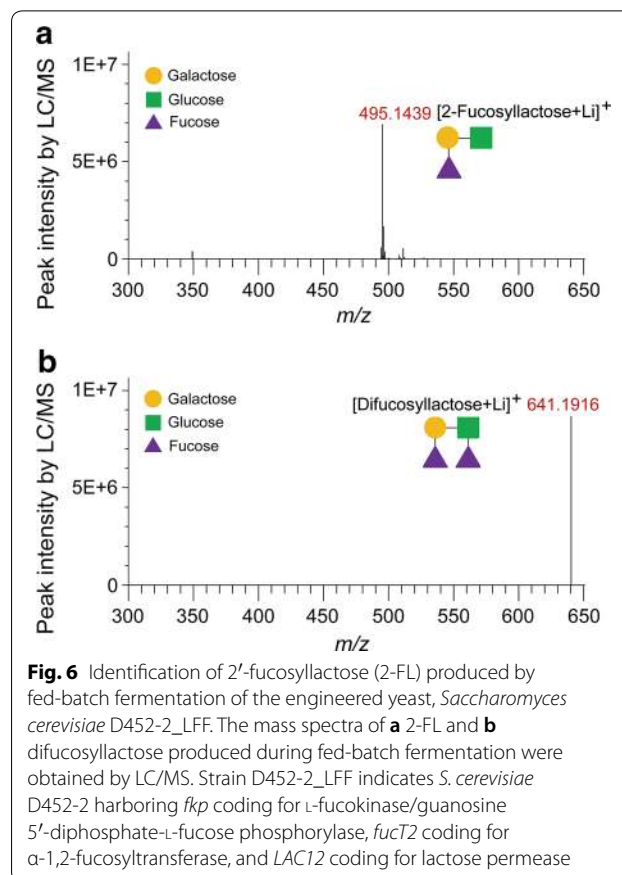 a
Peak intensity by LC/MS
1E+7
5E+6
0
Galactose
Glucose
Fucose
495.1439 [2-Fucosyllactose+Li]+
300 350 400 450 500 550 600 650
m/z
b
Peak intensity by LC/MS
1E+7
5E+6
0
Galactose
Glucose
Fucose
[Difucosyllactose+Li]+ 641.1916
300 350 400 450 500 550 600 650
m/z
Fig. 6 Identification of 2′-fucosyllactose (2-FL) produced by
fed-batch fermentation of the engineered yeast, Saccharomyces
cerevisiae D452-2_LFF. The mass spectra of a 2-FL and b
difucosyllactose produced during fed-batch fermentation were
obtained by LC/MS. Strain D452-2_LFF indicates S. cerevisiae
D452-2 harboring fkp coding for L-fucokinase/guanosine
5′-diphosphate-L-fucose phosphorylase, fucT2 coding for
α-1,2-fucosyltransferase, and LAC12 coding for lactose permease